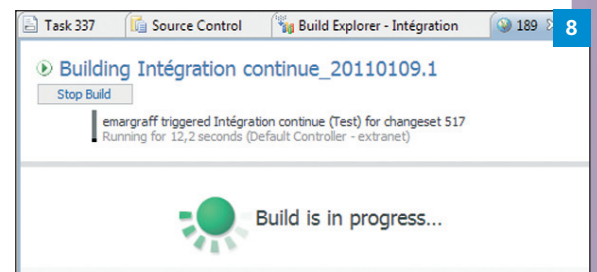 Task 337 Source Control Build Explorer - Intégration 189 8
Building Intégration continue_20110109.1
Stop Build
emargraff triggered Intégration continue (Test) for changeset 517
Running for 12,2 seconds (Default Controller - extranet)
Build is in progress...